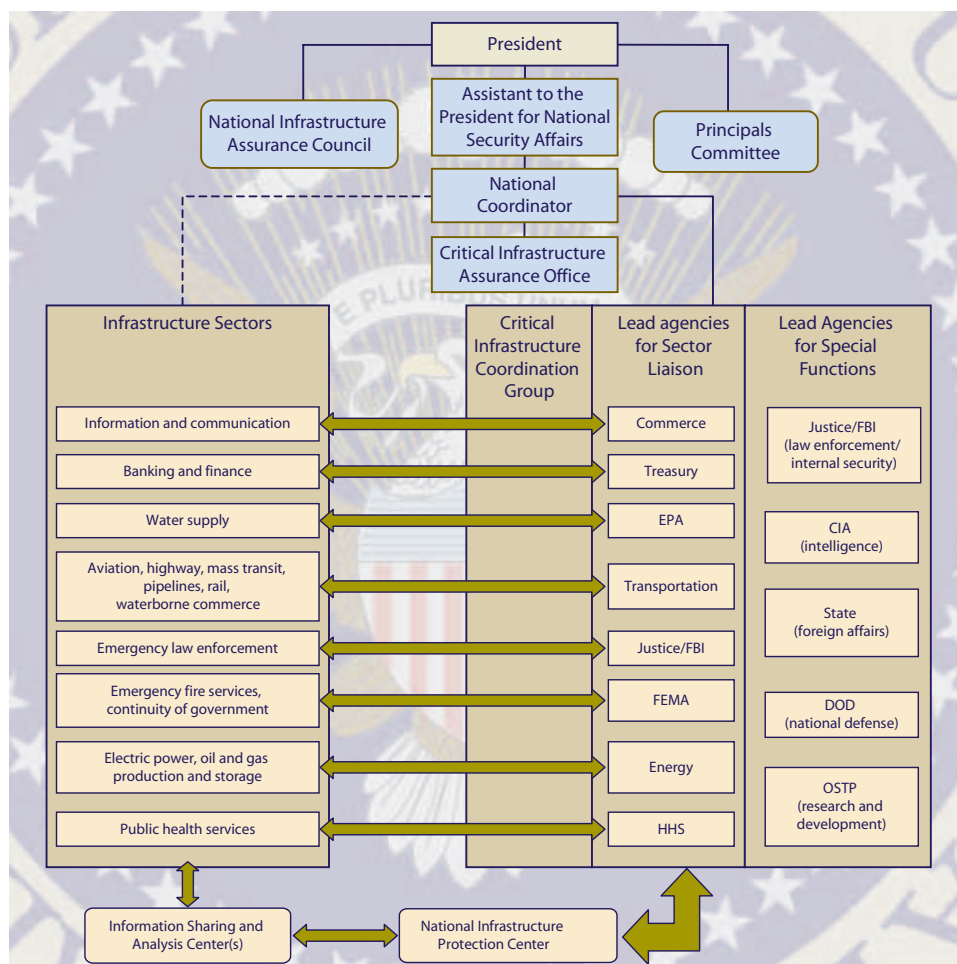 President
Assistant to the
President for National
Security Affairs
National Infrastructure
Assurance Council
Principals
Committee
National
Coordinator
Critical Infrastructure
Assurance Office
Infrastructure Sectors
Critical
Infrastructure
Coordination
Group
Lead agencies
for Sector
Liaison
Lead Agencies
for Special
Functions
Information and communication
Commerce
Banking and finance
Treasury
Water supply
EPA
Aviation, highway, mass transit,
pipelines, rail,
waterborne commerce
Transportation
Emergency law enforcement
Justice/FBI
Emergency fire services,
continuity of government
FEMA
Electric power, oil and gas
production and storage
Energy
Public health services
HHS
Justice/FBI
(law enforcement/
internal security)
CIA
(intelligence)
State
(foreign affairs)
DOD
(national defense)
OSTP
(research and
development)
Information Sharing and
Analysis Center(s)
National Infrastructure
Protection Center
E PLURIBUS UNUM